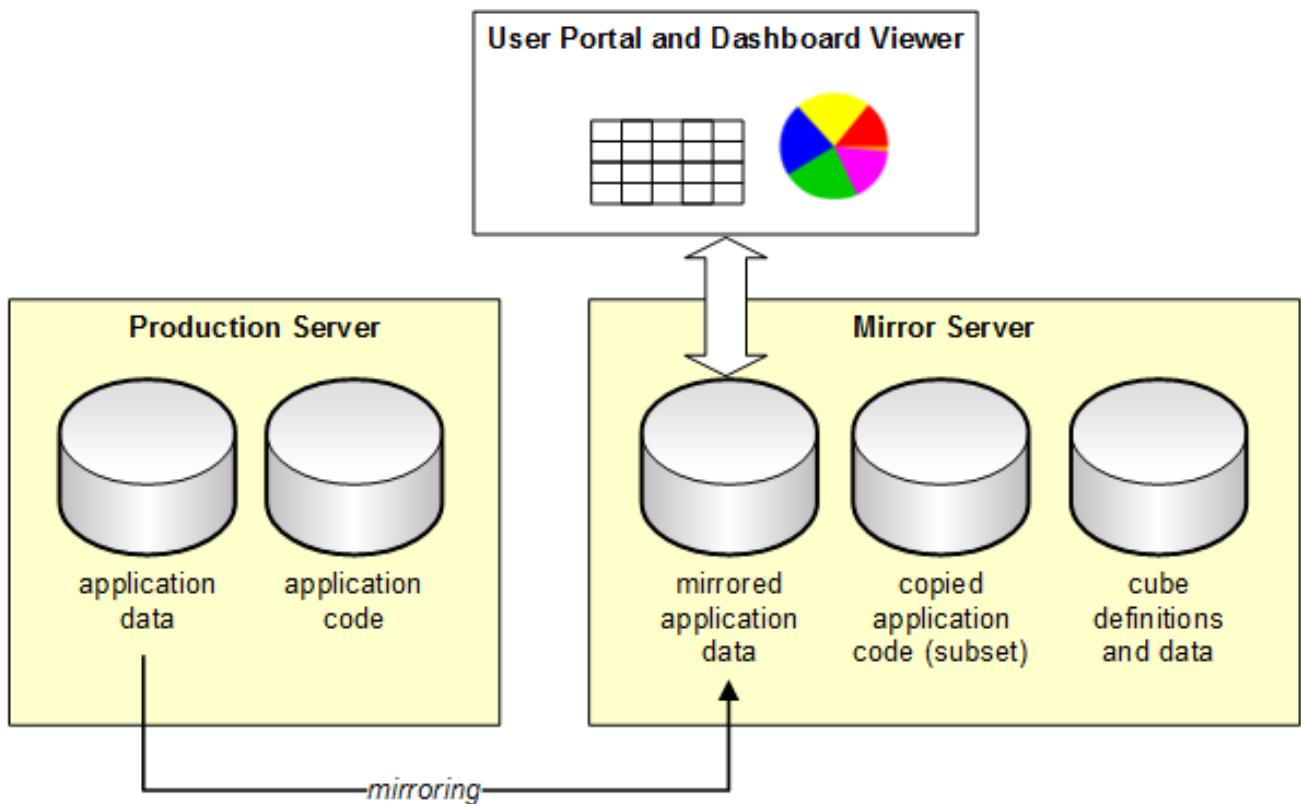 User Portal and Dashboard Viewer
Production Server
Mirror Server
application
data
application
code
mirrored
application
data
copied
application
code (subset)
cube
definitions
and data
mirroring